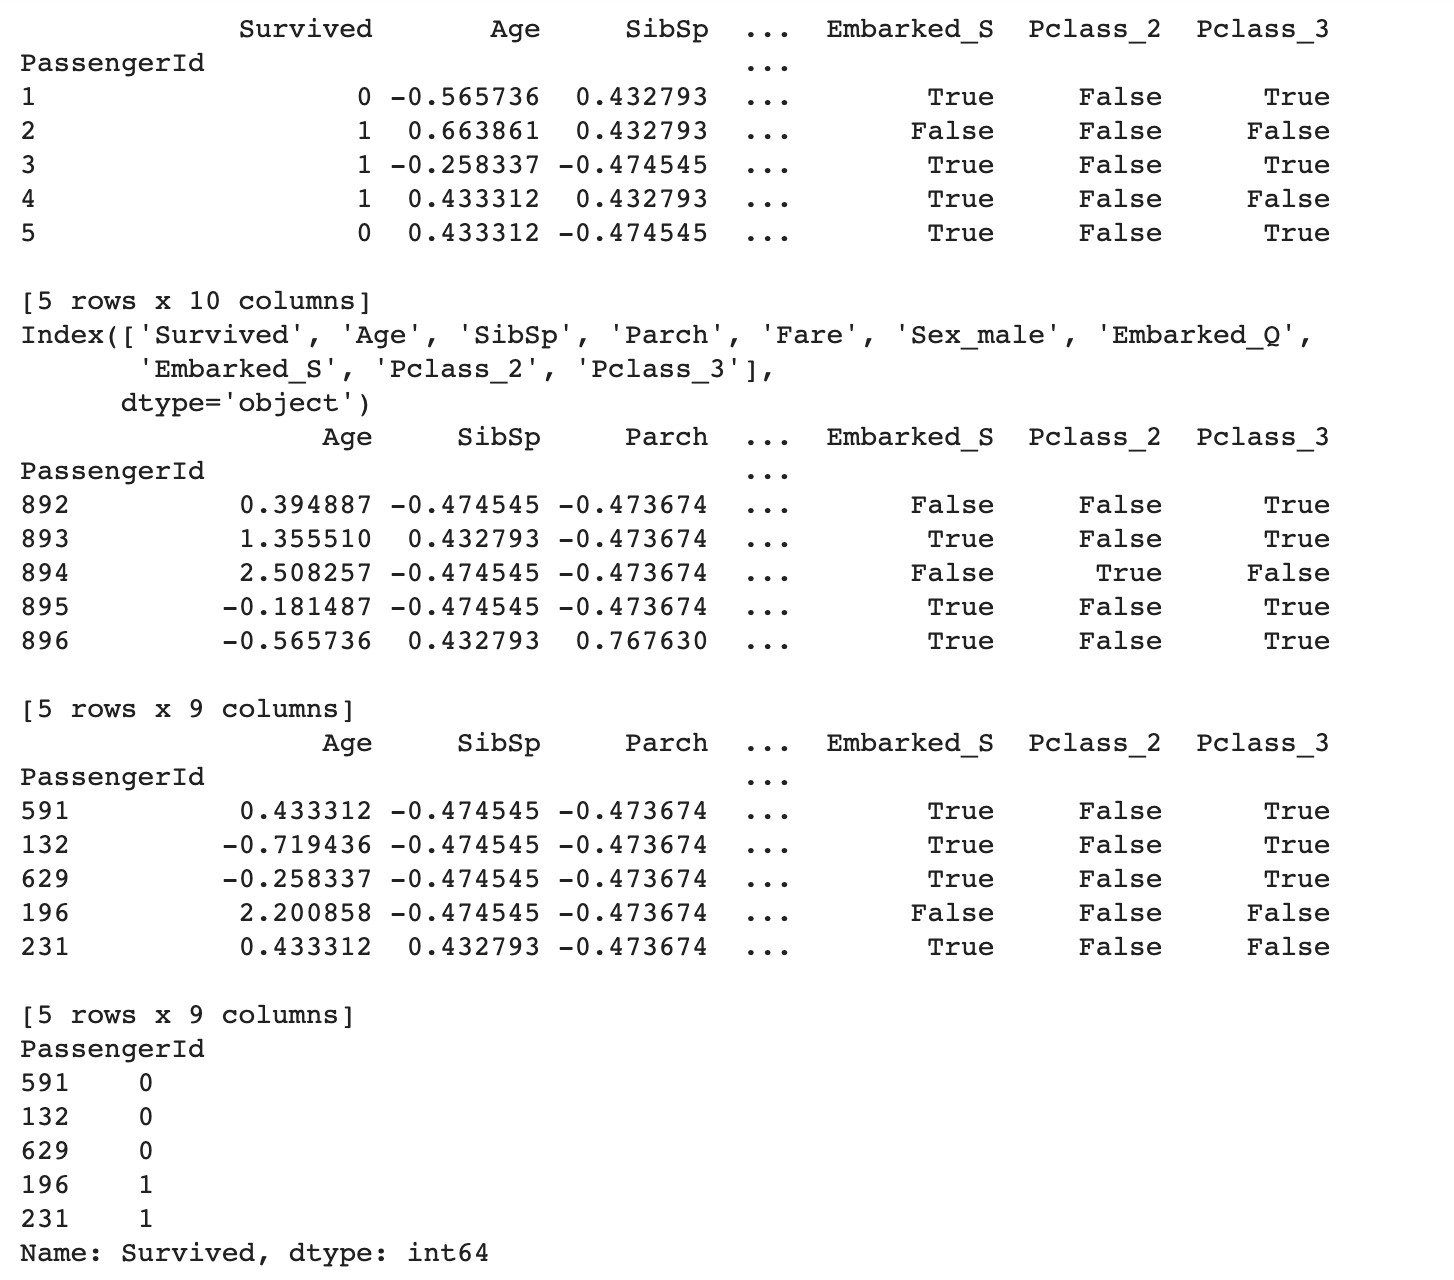 Survived       Age     SibSp  ...  Embarked_S  Pclass_2  Pclass_3
PassengerId                                ...
1                   0 -0.565736  0.432793  ...        True     False      True
2                   1  0.663861  0.432793  ...       False     False     False
3                   1 -0.258337 -0.474545  ...        True     False      True
4                   1  0.433312  0.432793  ...        True     False     False
5                   0  0.433312 -0.474545  ...        True     False      True
[5 rows x 10 columns]
Index(['Survived', 'Age', 'SibSp', 'Parch', 'Fare', 'Sex_male', 'Embarked_Q',
       'Embarked_S', 'Pclass_2', 'Pclass_3'],
      dtype='object')
                  Age     SibSp     Parch  ...  Embarked_S  Pclass_2  Pclass_3
PassengerId                                ...
892          0.394887 -0.474545 -0.473674  ...       False     False      True
893          1.355510  0.432793 -0.473674  ...        True     False      True
894          2.508257 -0.474545 -0.473674  ...       False      True     False
895         -0.181487 -0.474545 -0.473674  ...        True     False      True
896         -0.565736  0.432793  0.767630  ...        True     False      True
[5 rows x 9 columns]
                  Age     SibSp     Parch  ...  Embarked_S  Pclass_2  Pclass_3
PassengerId                                ...
591          0.433312 -0.474545 -0.473674  ...        True     False      True
132         -0.719436 -0.474545 -0.473674  ...        True     False      True
629         -0.258337 -0.474545 -0.473674  ...        True     False      True
196          2.200858 -0.474545 -0.473674  ...       False     False     False
231          0.433312  0.432793 -0.473674  ...        True     False     False
[5 rows x 9 columns]
PassengerId
591    0
132    0
629    0
196    1
231    1
Name: Survived, dtype: int64